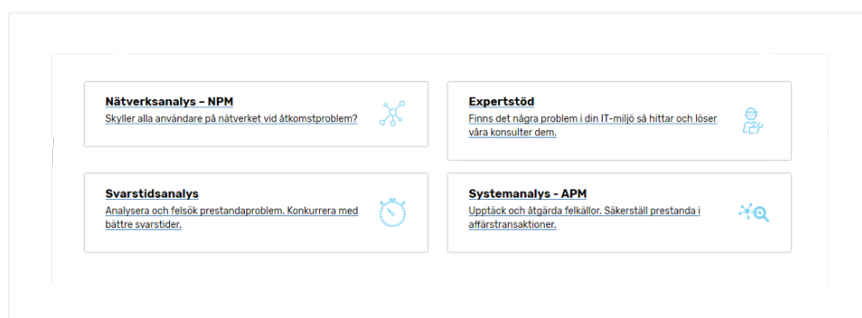 Nätverksanalys – NPM
Skyller alla användare på nätverket vid åtkomstproblem?
Expertstöd
Finns det några problem i din IT-miljö så hittar och löser
våra konsulter dem.
Svarstidsanalys
Analysera och felsök prestandaproblem. Konkurrera med
bättre svarstider.
Systemanalys - APM
Upptäck och åtgärda felkällor. Säkerställ prestanda i
affärstransaktioner.